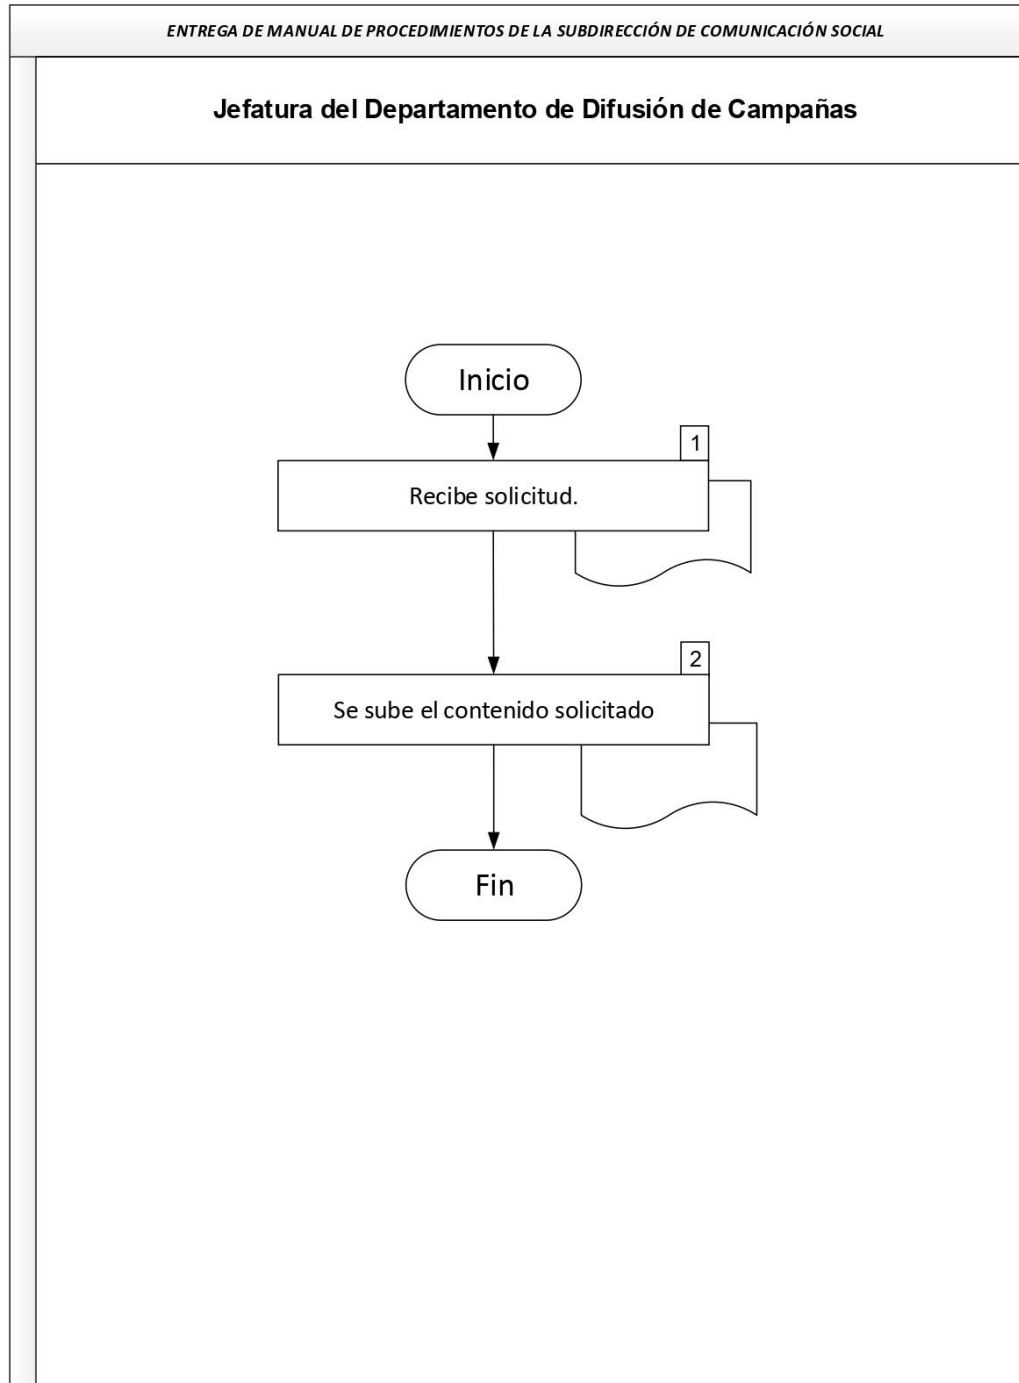 ENTREGA DE MANUAL DE PROCEDIMIENTOS DE LA SUBDIRECCIÓN DE COMUNICACIÓN SOCIAL
Jefatura del Departamento de Difusión de Campañas
Inicio
1
Recibe solicitud.
2
Se sube el contenido solicitado
Fin